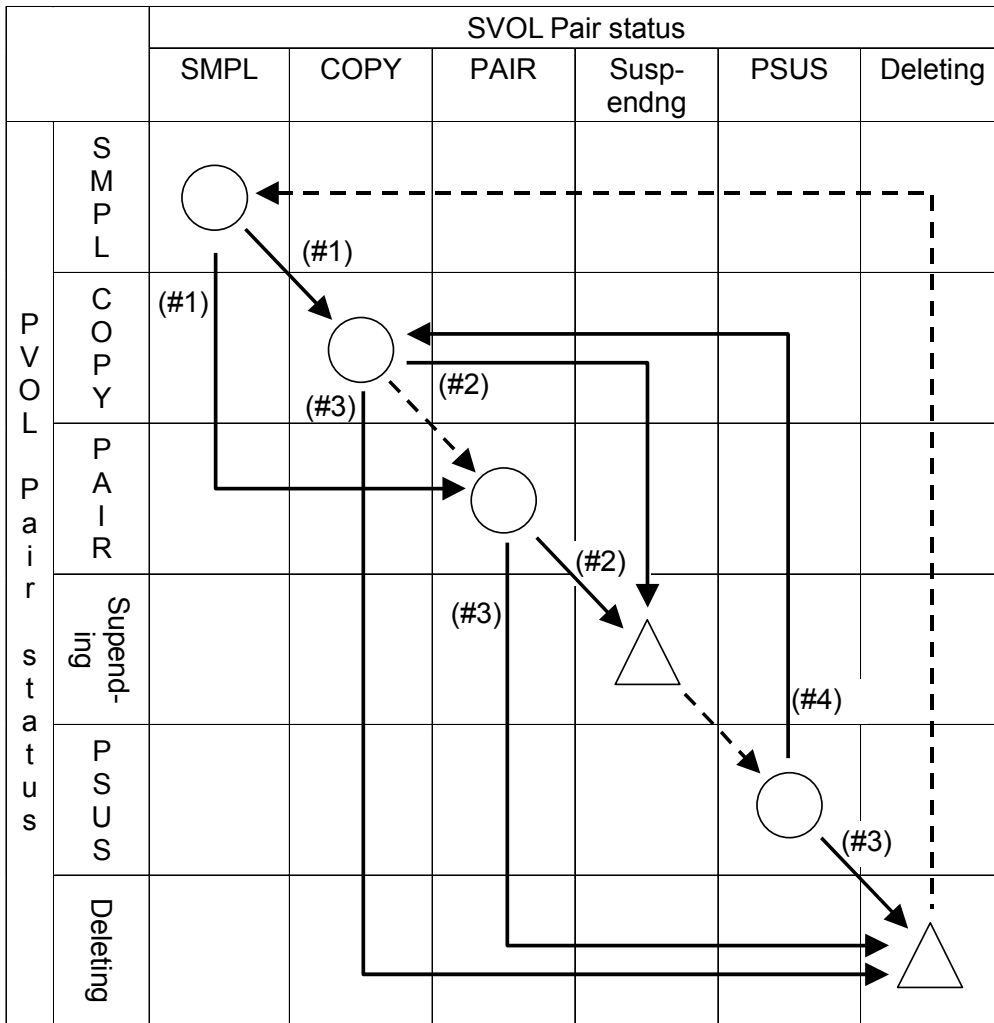 SVOL Pair status
SMPL COPY PAIR Susp-
endng PSUS Deleting
PVOL Pair status
SMPL
(#1)
(#1)
COPY
(#2)
(#3)
PAIR
(#2)
Supend-
ing
(#3)
(#4)
PSUS
(#3)
Deleting